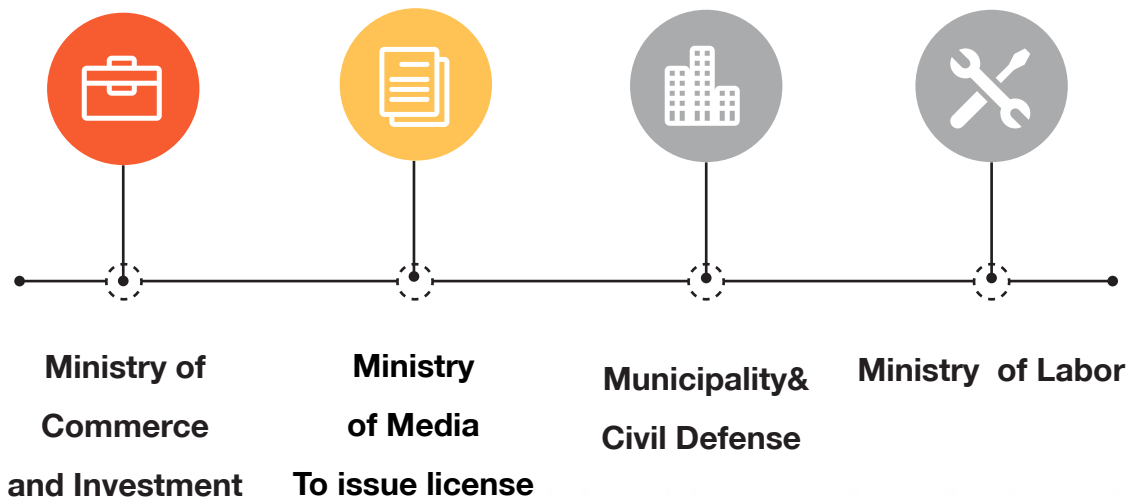 Ministry of
Commerce
and Investment
Ministry
of Media
To issue license
Municipality&
Civil Defense
Ministry of Labor